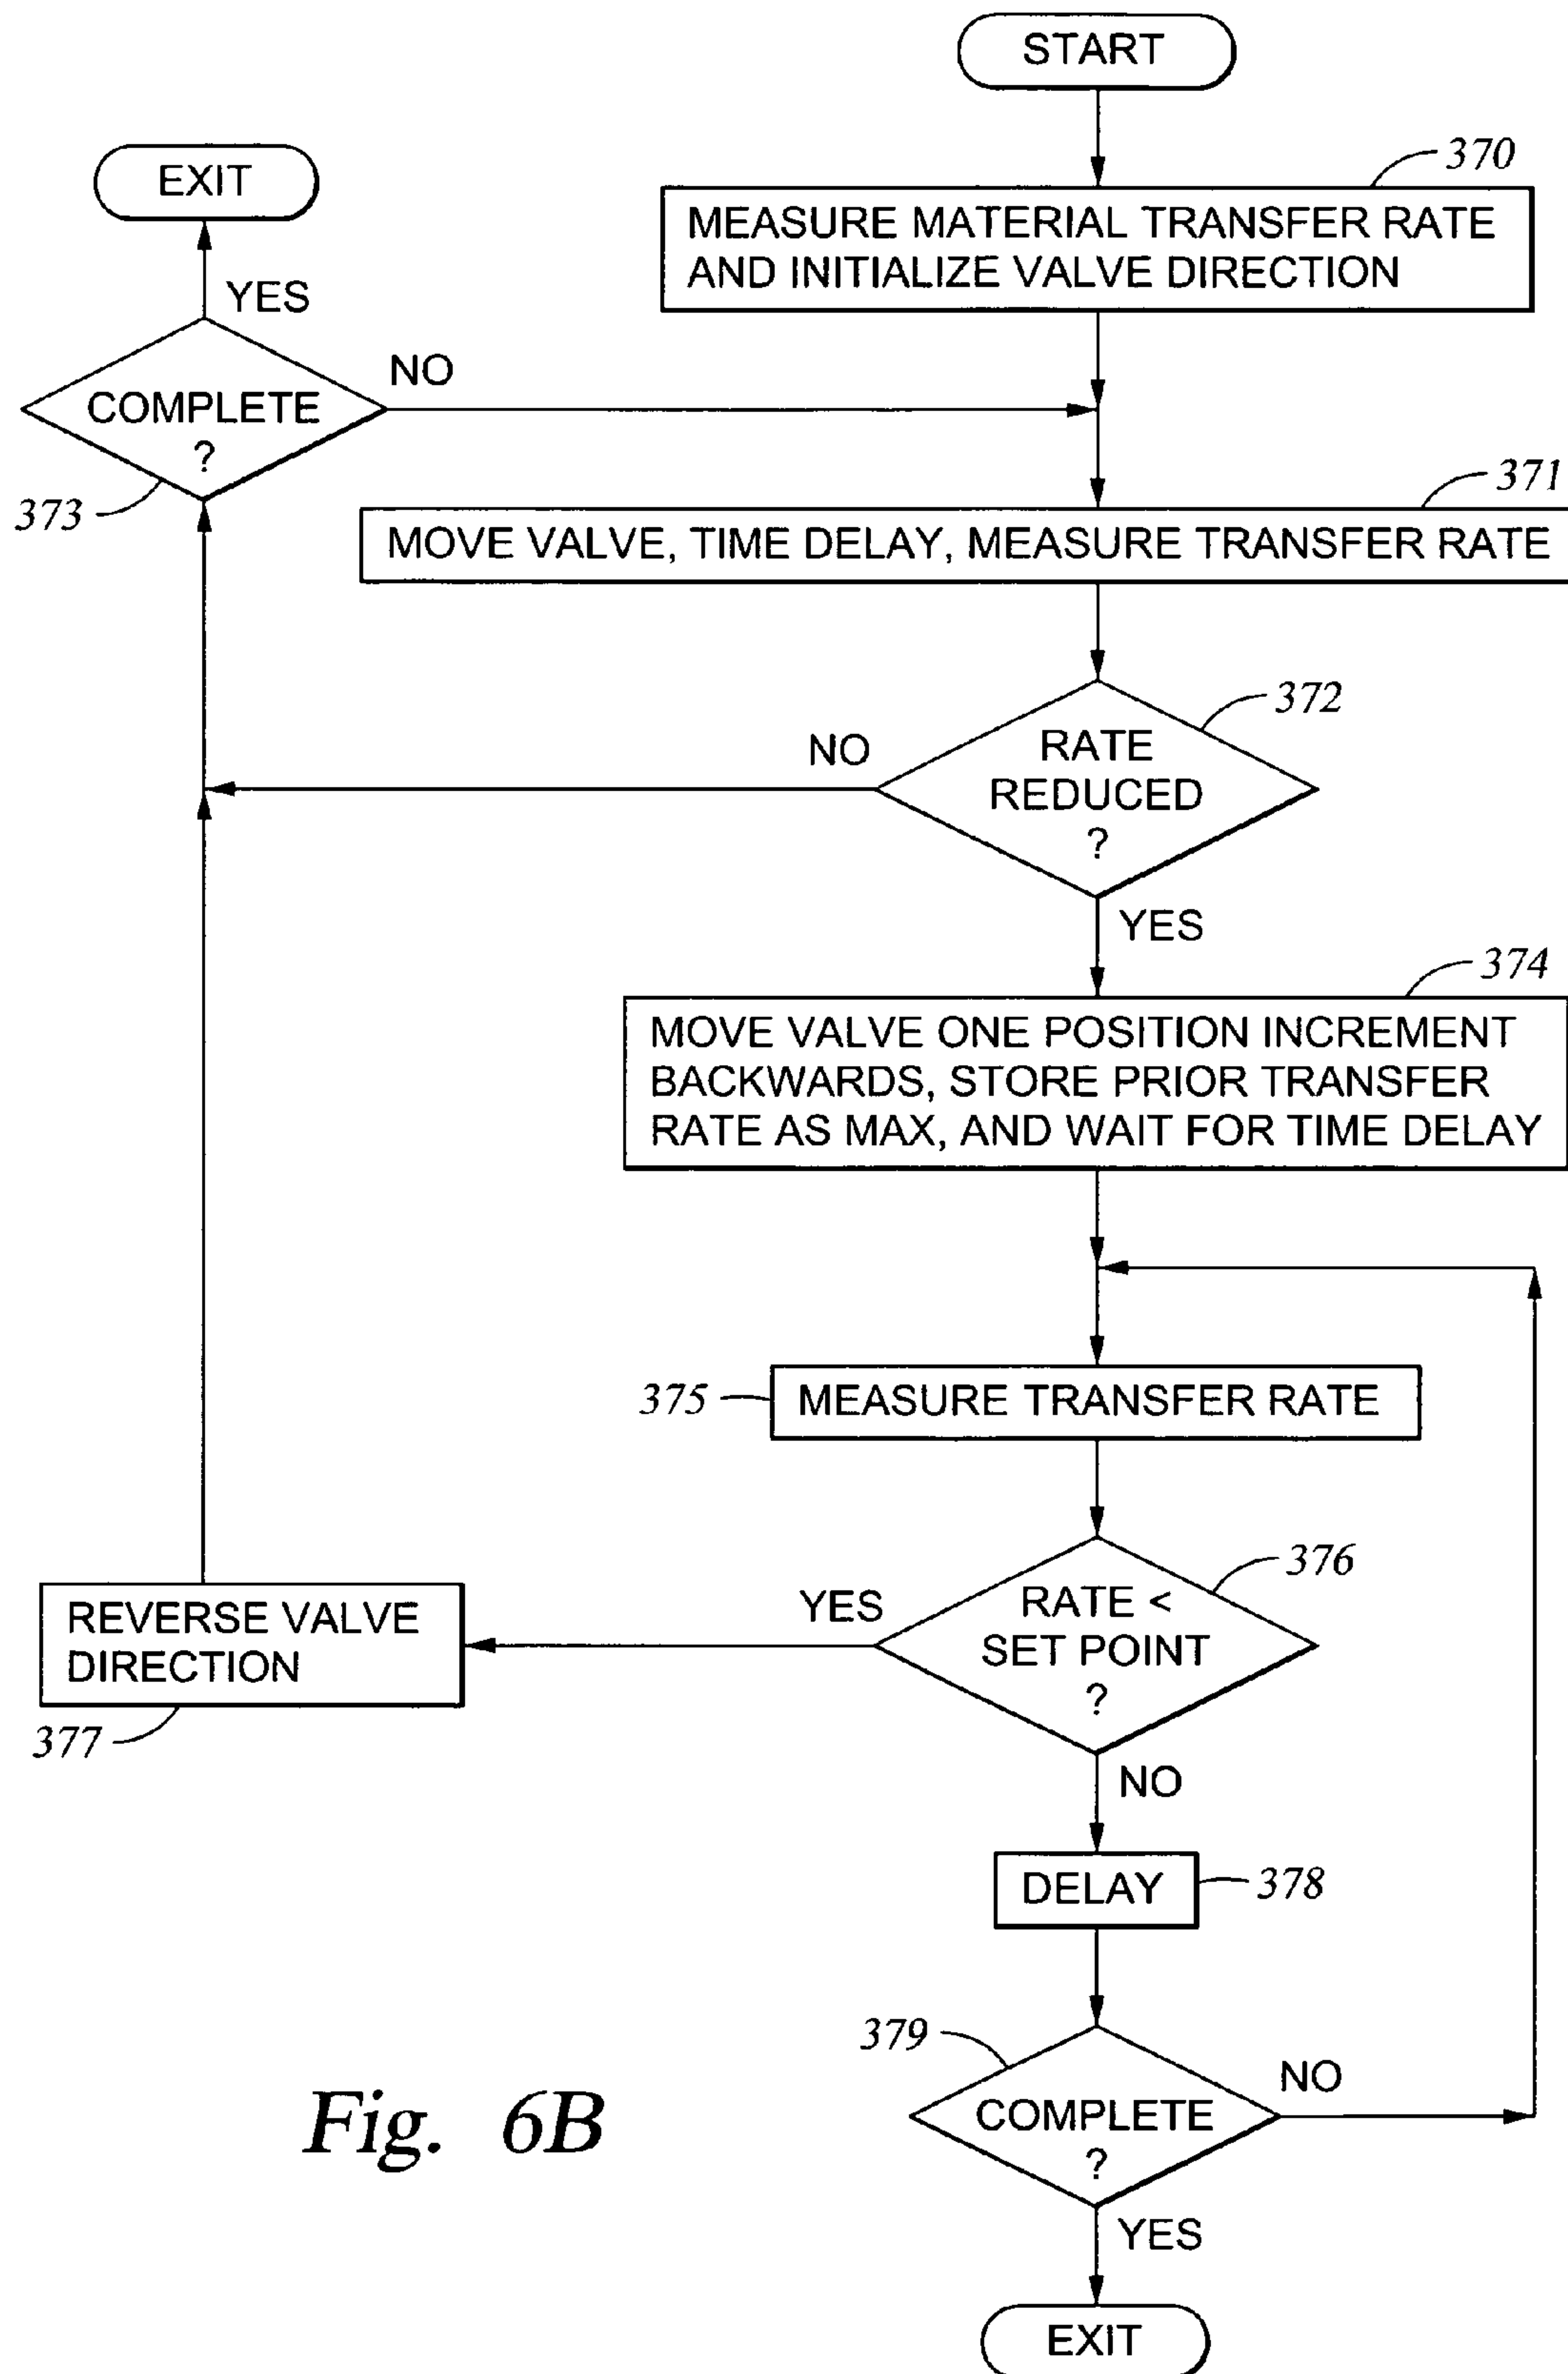 START
370
MEASURE MATERIAL TRANSFER RATE
AND INITIALIZE VALVE DIRECTION
EXIT
YES
COMPLETE
?
NO
373
371
MOVE VALVE, TIME DELAY, MEASURE TRANSFER RATE
372
RATE
REDUCED
?
NO
YES
374
MOVE VALVE ONE POSITION INCREMENT
BACKWARDS, STORE PRIOR TRANSFER
RATE AS MAX, AND WAIT FOR TIME DELAY
375
MEASURE TRANSFER RATE
376
RATE <
SET POINT
?
YES
REVERSE VALVE
DIRECTION
377
NO
DELAY
378
379
COMPLETE
?
NO
YES
EXIT
Fig. 6B